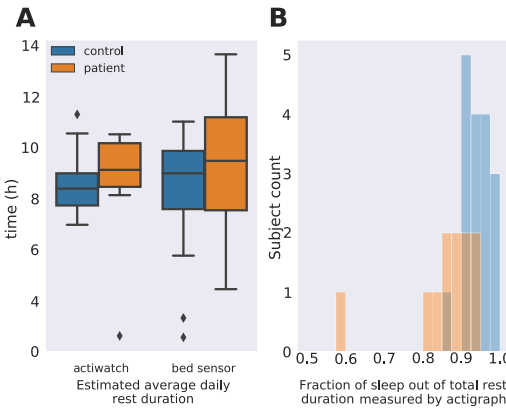 A
B
control
patient
14
12
10
8
6
4
2
0
time (h)
actiwatch
bed sensor
Estimated average daily
rest duration
5
4
3
2
1
0
Subject count
0.5
0.6
0.7
0.8
0.9
1.0
Fraction of sleep out of total rest
duration measured by actigraph